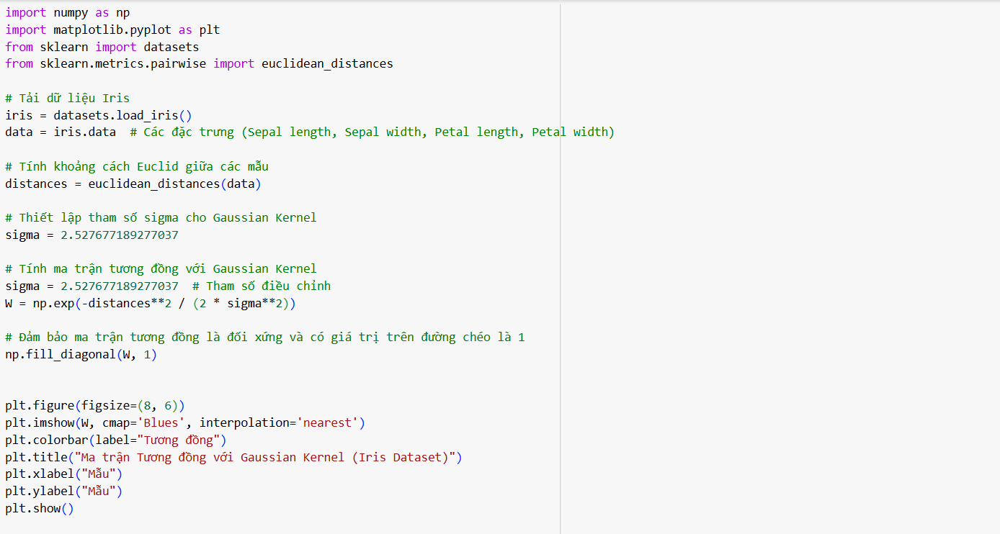 import numpy as np
import matplotlib.pyplot as plt
from sklearn import datasets
from sklearn.metrics.pairwise import euclidean_distances
# Tải dữ liệu Iris
iris = datasets.load_iris()
data = iris.data  # Các đặc trưng (Sepal length, Sepal width, Petal length, Petal width)
# Tính khoảng cách Euclid giữa các mẫu
distances = euclidean_distances(data)
# Thiết lập tham số sigma cho Gaussian Kernel
sigma = 2.527677189277037
# Tính ma trận tương đồng với Gaussian Kernel
sigma = 2.527677189277037  # Tham số điều chỉnh
W = np.exp(-distances**2 / (2 * sigma**2))
# Đảm bảo ma trận tương đồng là đối xứng và có giá trị trên đường chéo là 1
np.fill_diagonal(W, 1)
plt.figure(figsize=(8, 6))
plt.imshow(W, cmap='Blues', interpolation='nearest')
plt.colorbar(label="Tương đồng")
plt.title("Ma trận Tương đồng với Gaussian Kernel (Iris Dataset)")
plt.xlabel("Mẫu")
plt.ylabel("Mẫu")
plt.show()